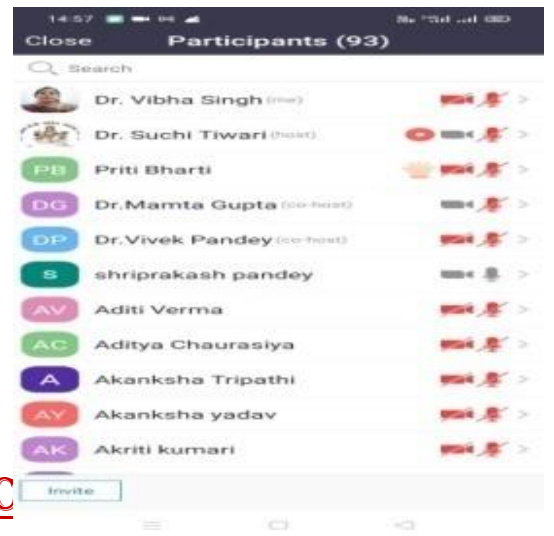 14:57
Close Participants (93)
Search
Dr. Vibha Singh (me)
Dr. Suchi Tiwari (host)
PB Priti Bharti
DG Dr.Mamta Gupta (co-host)
DP Dr.Vivek Pandey (co-host)
S shriprakash pandey
AV Aditi Verma
AC Aditya Chaurasiya
A Akanksha Tripathi
AY Akanksha yadav
AK Akriti kumari
Invite